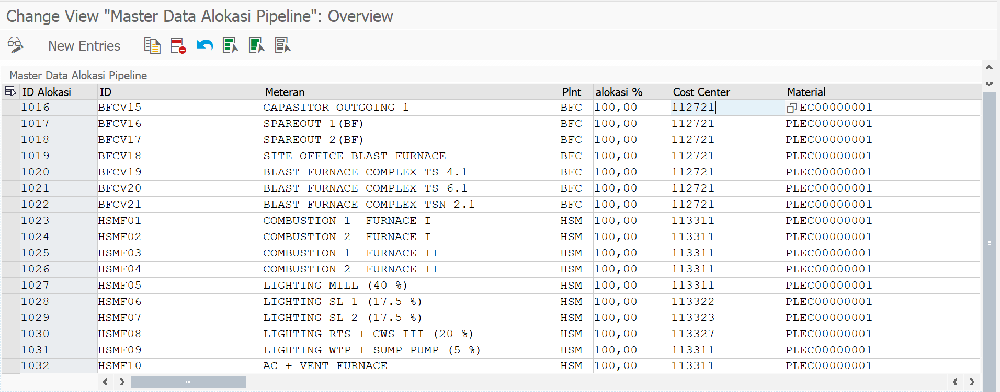 Change View "Master Data Alokasi Pipeline": Overview
New Entries
Master Data Alokasi Pipeline
ID Alokasi ID Meteran Plnt alokasi % Cost Center Material
1016 BFCV15 CAPASITOR OUTGOING 1 BFC 100,00 112721 EC00000001
1017 BFCV16 SPAREOUT 1(BF) BFC 100,00 112721 PLEC00000001
1018 BFCV17 SPAREOUT 2(BF) BFC 100,00 112721 PLEC00000001
1019 BFCV18 SITE OFFICE BLAST FURNACE BFC 100,00 112721 PLEC00000001
1020 BFCV19 BLAST FURNACE COMPLEX TS 4.1 BFC 100,00 112721 PLEC00000001
1021 BFCV20 BLAST FURNACE COMPLEX TS 6.1 BFC 100,00 112721 PLEC00000001
1022 BFCV21 BLAST FURNACE COMPLEX TSN 2.1 BFC 100,00 112721 PLEC00000001
1023 HSMF01 COMBUSTION 1 FURNACE I HSM 100,00 113311 PLEC00000001
1024 HSMF02 COMBUSTION 2 FURNACE I HSM 100,00 113311 PLEC00000001
1025 HSMF03 COMBUSTION 1 FURNACE II HSM 100,00 113311 PLEC00000001
1026 HSMF04 COMBUSTION 2 FURNACE II HSM 100,00 113311 PLEC00000001
1027 HSMF05 LIGHTING MILL (40 %) HSM 100,00 113311 PLEC00000001
1028 HSMF06 LIGHTING SL 1 (17.5 %) HSM 100,00 113322 PLEC00000001
1029 HSMF07 LIGHTING SL 2 (17.5 %) HSM 100,00 113323 PLEC00000001
1030 HSMF08 LIGHTING RTS + CWS III (20 %) HSM 100,00 113327 PLEC00000001
1031 HSMF09 LIGHTING WTP + SUMP PUMP (5 %) HSM 100,00 113311 PLEC00000001
1032 HSMF10 AC + VENT FURNACE HSM 100,00 113311 PLEC00000001